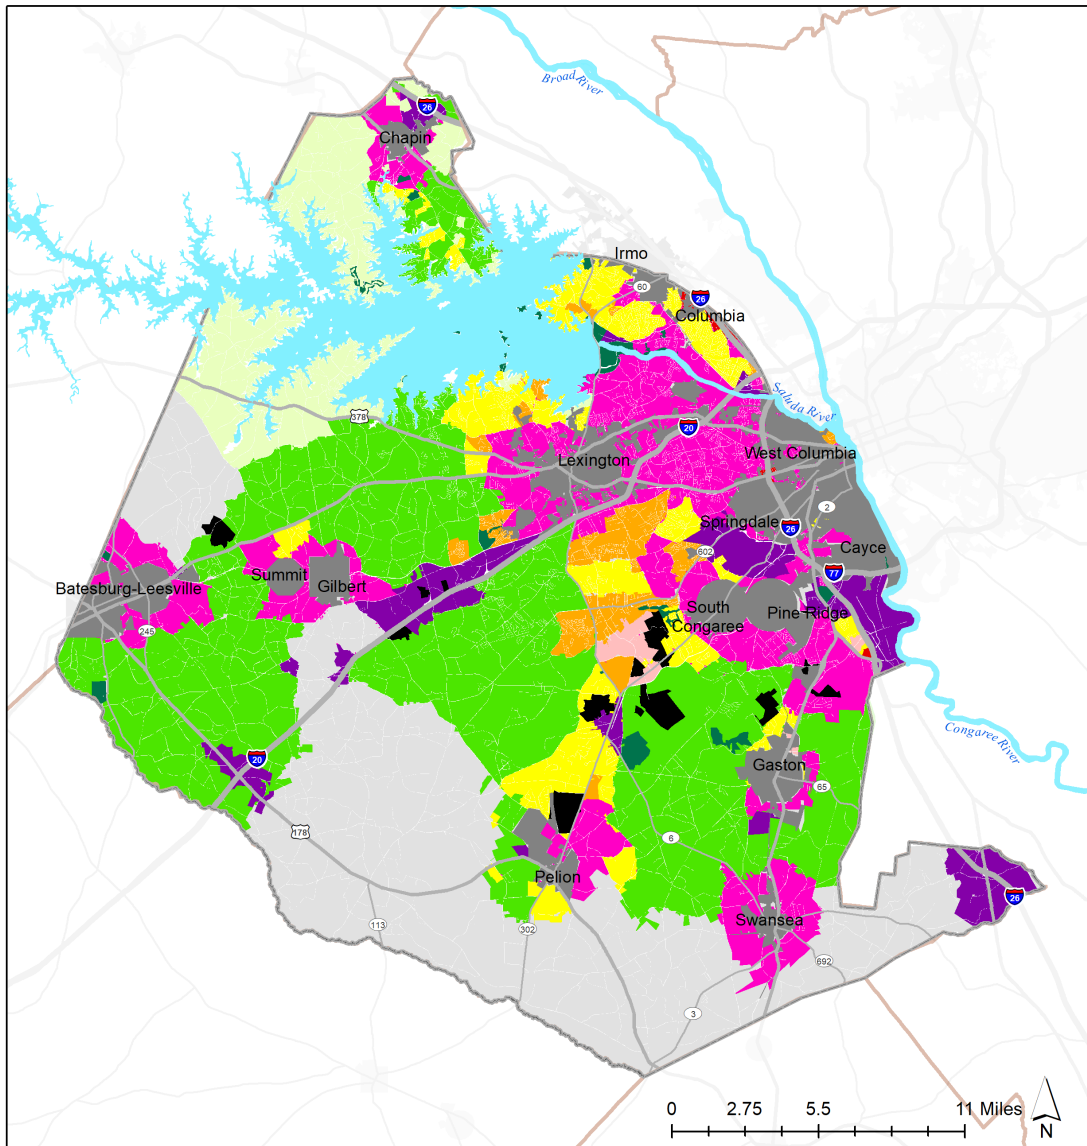 Broad River
26
Chapin
Irmo
60
26
Columbia
Saluda River
378
20
Lexington
West Columbia
2
Springdale
26
602
Cayce
77
Summit
Gilbert
Batesburg-Leesville
South
Congaree
Pine Ridge
245
Congaree River
20
Gaston
65
178
6
Pelion
26
Swansea
113
302
692
3
0 2.75 5.5 11 Miles
N